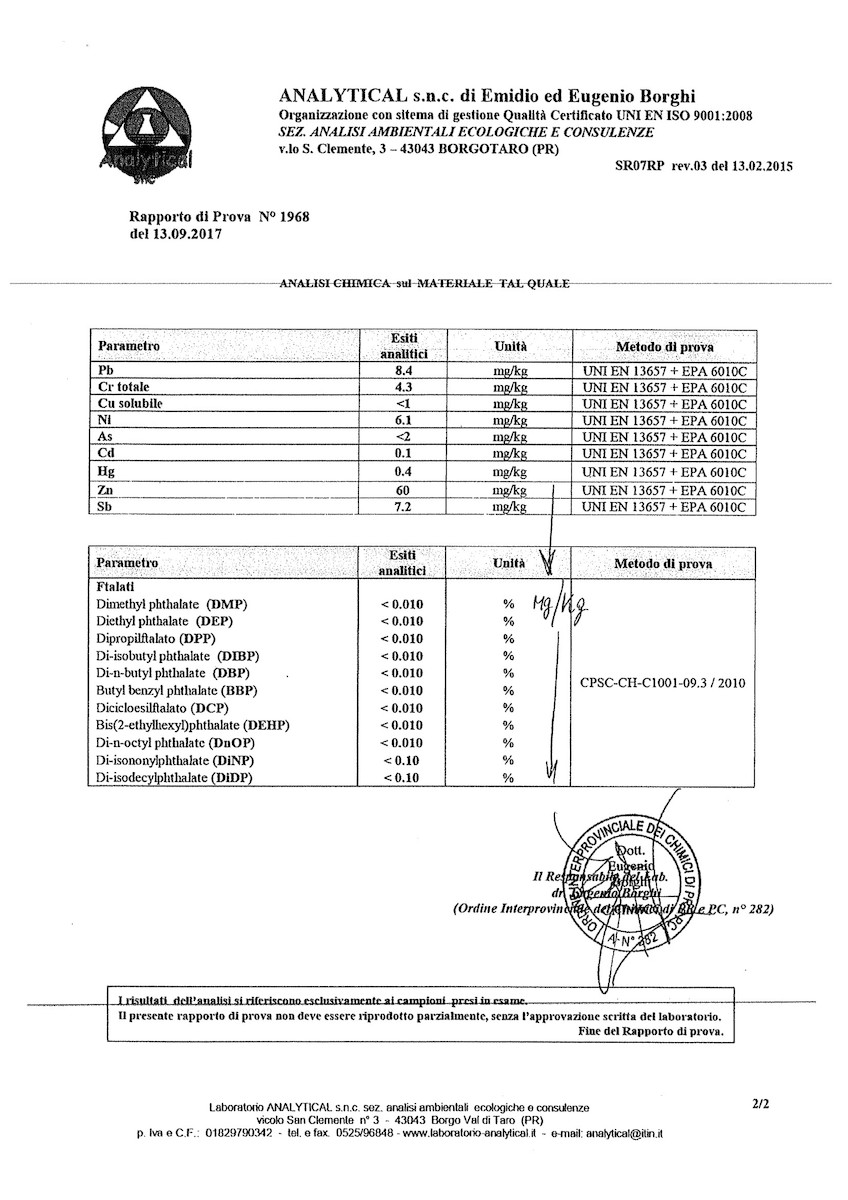 Analytical
snc
ANALYTICAL s.n.c. di Emidio ed Eugenio Borghi
Organizzazione con sitema di gestione Qualità Certificato UNI EN ISO 9001:2008
SEZ. ANALISI AMBIENTALI ECOLOGICHE E CONSULENZE
v.lo S. Clemente, 3 – 43043 BORGOTARO (PR)
SR07RP rev.03 del 13.02.2015
Rapporto di Prova N° 1968
del 13.09.2017
ANALISI CHIMICA sul MATERIALE TAL QUALE
Parametro Esiti analitici Unità Metodo di prova
Pb 8.4 mg/kg UNI EN 13657 + EPA 6010C
Cr totale 4.3 mg/kg UNI EN 13657 + EPA 6010C
Cu solubile <1 mg/kg UNI EN 13657 + EPA 6010C
Ni 6.1 mg/kg UNI EN 13657 + EPA 6010C
As <2 mg/kg UNI EN 13657 + EPA 6010C
Cd 0.1 mg/kg UNI EN 13657 + EPA 6010C
Hg 0.4 mg/kg UNI EN 13657 + EPA 6010C
Zn 60 mg/kg UNI EN 13657 + EPA 6010C
Sb 7.2 mg/kg UNI EN 13657 + EPA 6010C
Parametro Esiti analitici Unità Metodo di prova
Ftalati
Dimethyl phthalate (DMP) < 0.010 % Mg/Kg
Diethyl phthalate (DEP) < 0.010 %
Dipropilftalato (DPP) < 0.010 %
Di-isobutyl phthalate (DIBP) < 0.010 %
Di-n-butyl phthalate (DBP) < 0.010 %
CPSC-CH-C1001-09.3 / 2010
Butyl benzyl phthalate (BBP) < 0.010 %
Dicicloesilftalato (DCP) < 0.010 %
Bis(2-ethylhexyl)phthalate (DEHP) < 0.010 %
Di-n-octyl phthalate (DnOP) < 0.010 %
Di-isononylphthalate (DiNP) < 0.10 %
Di-isodecylphthalate (DiDP) < 0.10 %
ORDINE INTERPROVINCIALE DEI CHIMICI DI PR-PC
Dott.
Eugenio
Borghi
CHIMICO
A-N° 282
Il Responsabile del Lab.
dr. Eugenio Borghi
(Ordine Interprovinciale dei Chimici di PR e PC, n° 282)
I risultati dell'analisi si riferiscono esclusivamente ai campioni presi in esame.
Il presente rapporto di prova non deve essere riprodotto parzialmente, senza l'approvazione scritta del laboratorio.
Fine del Rapporto di prova.
2/2
Laboratorio ANALYTICAL s.n.c. sez. analisi ambientali ecologiche e consulenze
vicolo San Clemente n° 3 - 43043 Borgo Val di Taro (PR)
p. Iva e C.F.: 01829790342 - tel. e fax. 0525/96848 - www.laboratorio-analytical.it - e-mail: analytical@itin.it